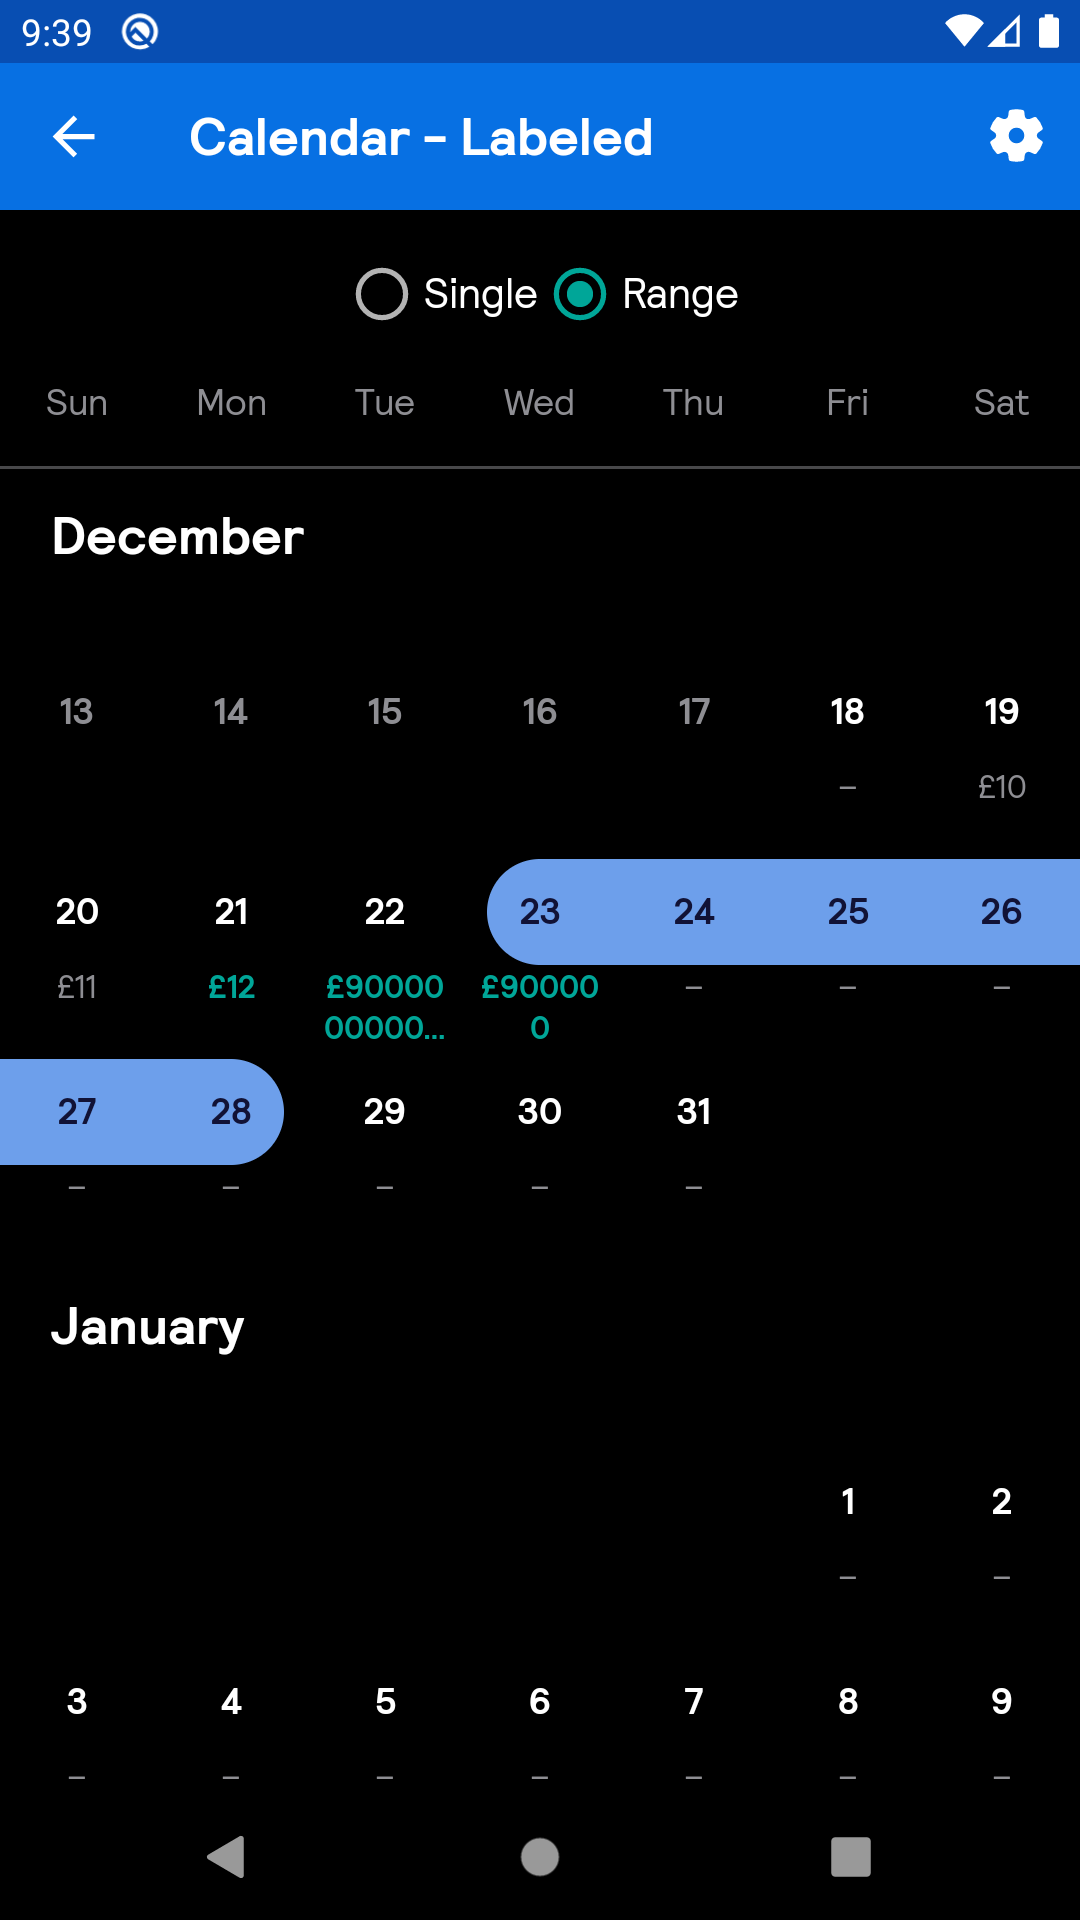 9:39
Calendar – Labeled
Single Range
Sun Mon Tue Wed Thu Fri Sat
December
13 14 15 16 17 18 19
– £10
20 21 22 23 24 25 26
£11 £12 £90000 £90000 – – –
00000... 0
27 28 29 30 31
– – – – –
January
1 2
– –
3 4 5 6 7 8 9
– – – – – – –